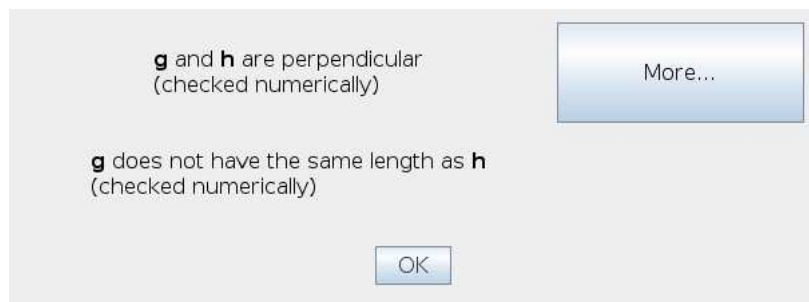 g and h are perpendicular
(checked numerically)
More...
g does not have the same length as h
(checked numerically)
OK